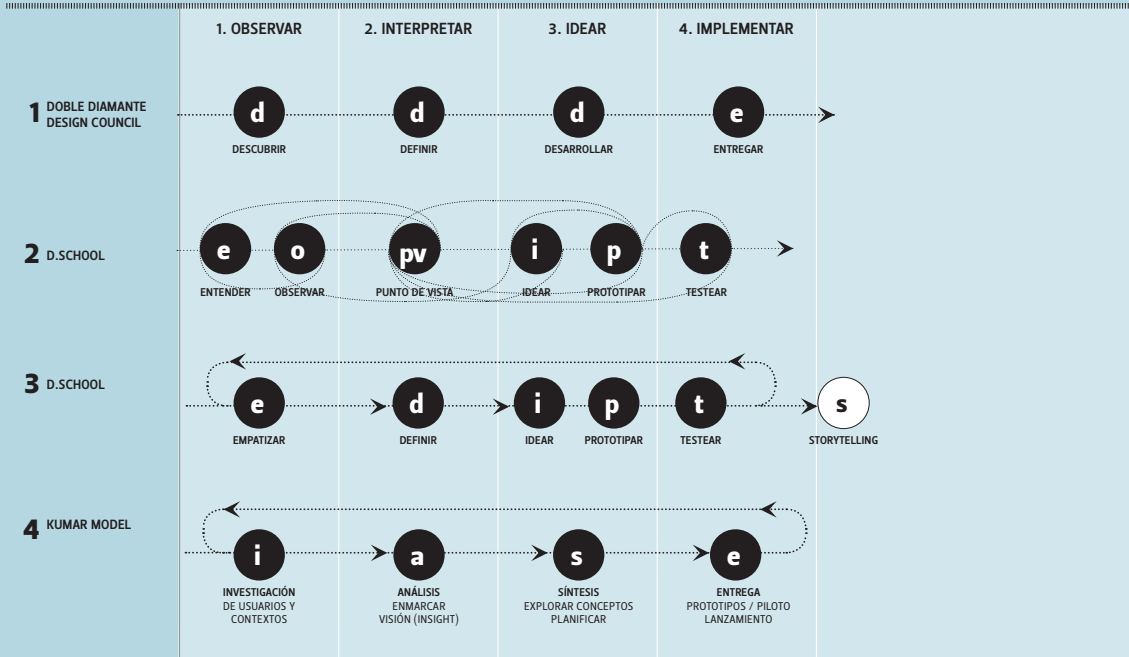 1. OBSERVAR
2. INTERPRETAR
3. IDEAR
4. IMPLEMENTAR
1 DOBLE DIAMANTE
DESIGN COUNCIL
d
d
d
e
DESCUBRIR
DEFINIR
DESARROLLAR
ENTREGAR
2 D.SCHOOL
e
o
pv
i
p
t
ENTENDER
OBSERVAR
PUNTO DE VISTA
IDEAR
PROTOTIPAR
TESTEAR
3 D.SCHOOL
e
d
i
p
t
s
EMPATIZAR
DEFINIR
IDEAR
PROTOTIPAR
TESTEAR
STORYTELLING
4 KUMAR MODEL
i
a
s
e
INVESTIGACIÓN
DE USUARIOS Y
CONTEXTOS
ANÁLISIS
ENMARCAR
VISIÓN (INSIGHT)
SÍNTESIS
EXPLORAR CONCEPTOS
PLANIFICAR
ENTREGA
PROTOTIPOS / PILOTO
LANZAMIENTO